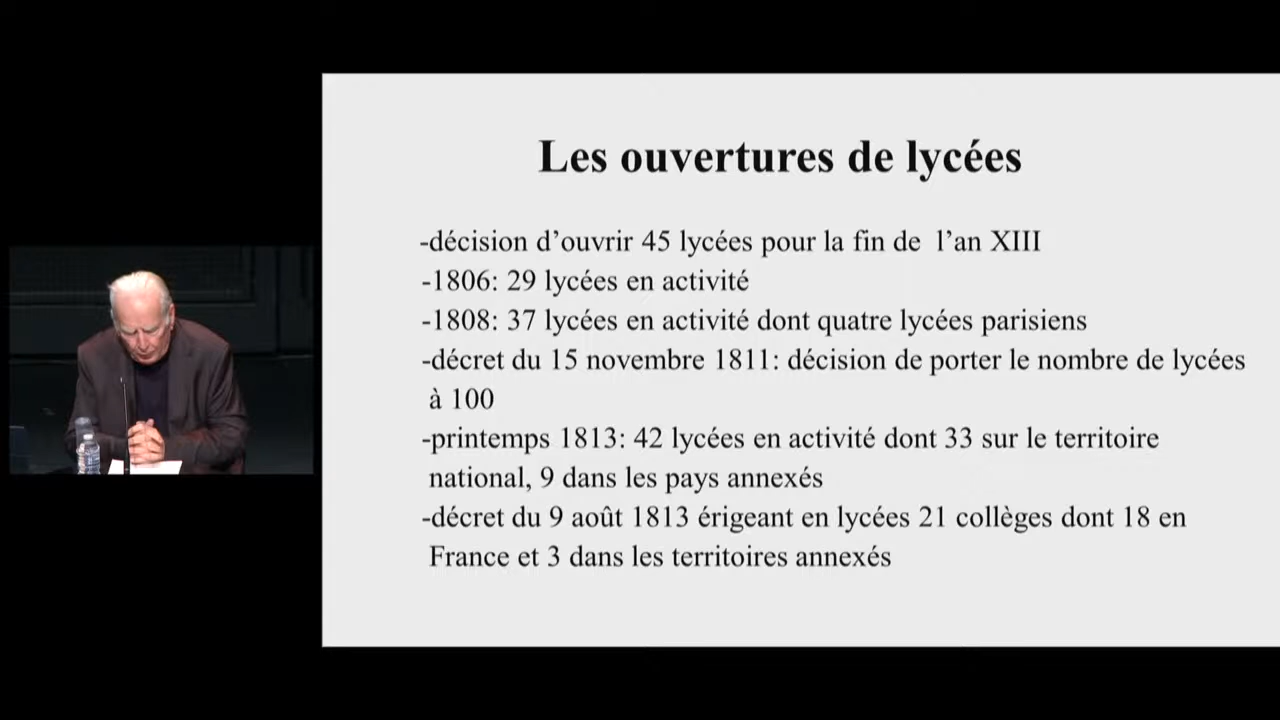 Les ouvertures de lycées
-décision d’ouvrir 45 lycées pour la fin de  l’an XIII
-1806: 29 lycées en activité
-1808: 37 lycées en activité dont quatre lycées parisiens
-décret du 15 novembre 1811: décision de porter le nombre de lycées
à 100
-printemps 1813: 42 lycées en activité dont 33 sur le territoire
national, 9 dans les pays annexés
-décret du 9 août 1813 érigeant en lycées 21 collèges dont 18 en
France et 3 dans les territoires annexés